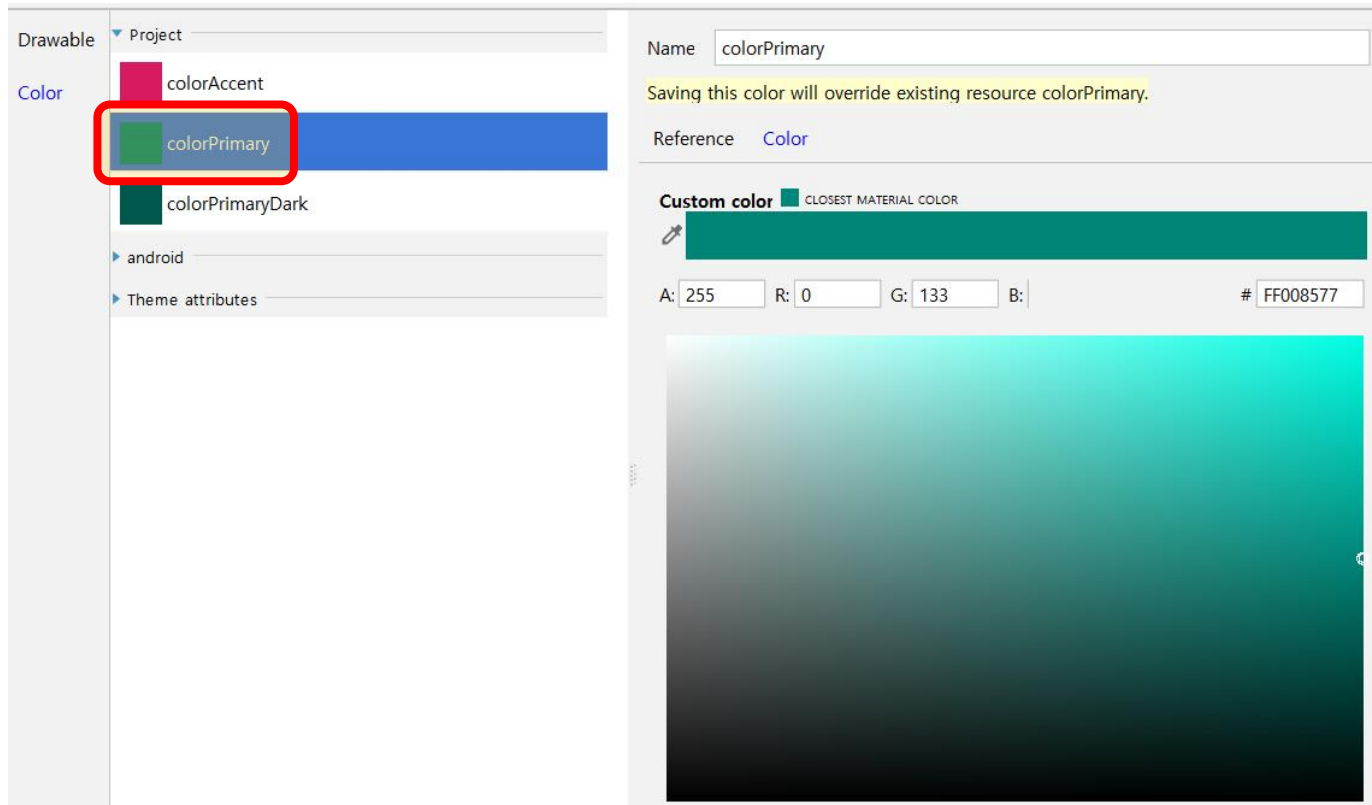 Drawable
Color
Project
colorAccent
colorPrimary
colorPrimaryDark
android
Theme attributes
Name colorPrimary
Saving this color will override existing resource colorPrimary.
Reference Color
Custom color CLOSEST MATERIAL COLOR
A: 255 R: 0 G: 133 B: # FF008577